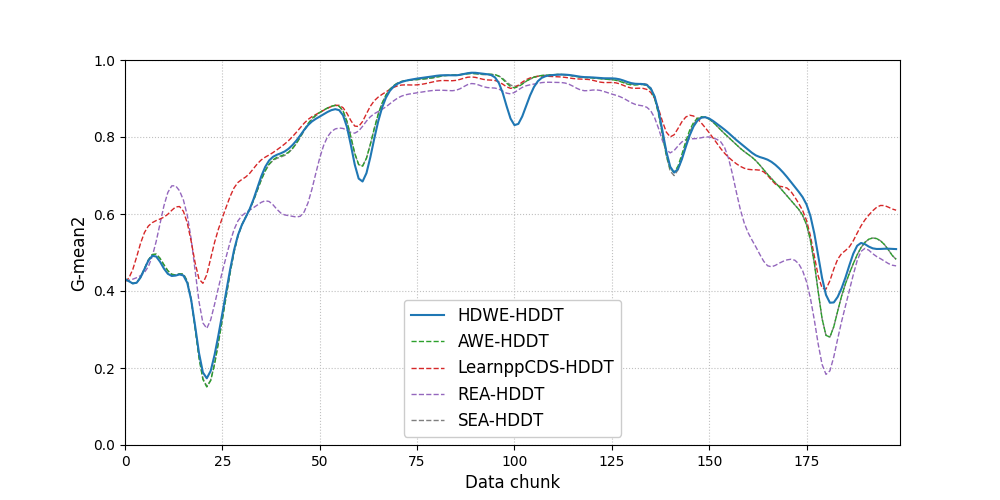 1.0
0.8
0.6
0.4
0.2
0.0
G-mean2
HDWE-HDDT
AWE-HDDT
LearnppCDS-HDDT
REA-HDDT
SEA-HDDT
0 25 50 75 100 125 150 175
Data chunk